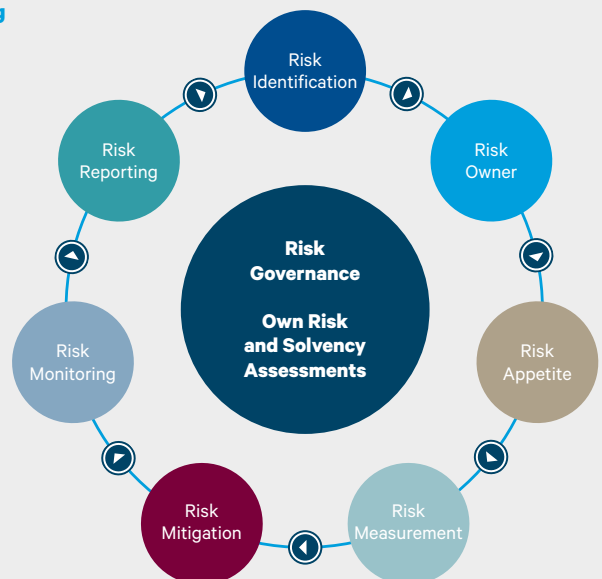 g
Risk
Identification
Risk
Owner
Risk
Appetite
Risk
Measurement
Risk
Mitigation
Risk
Monitoring
Risk
Reporting
Risk
Governance
Own Risk
and Solvency
Assessments